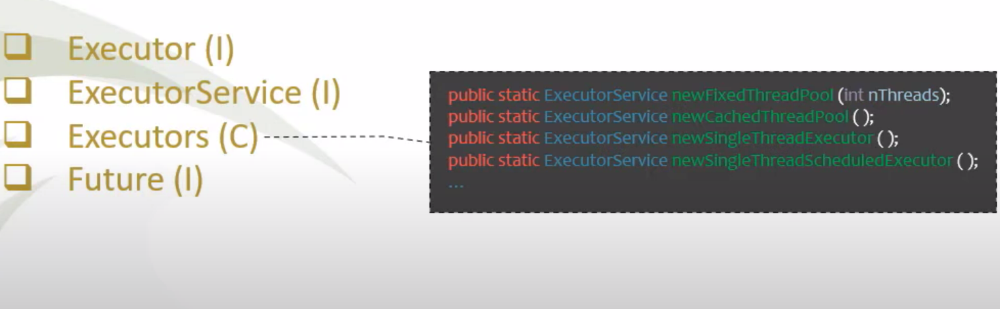 Executor (I)
ExecutorService (I)
Executors (C)
Future (I)
public static ExecutorService newFixedThreadPool (int nThreads);
public static ExecutorService newCachedThreadPool ( );
public static ExecutorService newSingleThreadExecutor ( );
public static ExecutorService newSingleThreadScheduledExecutor ( );
...